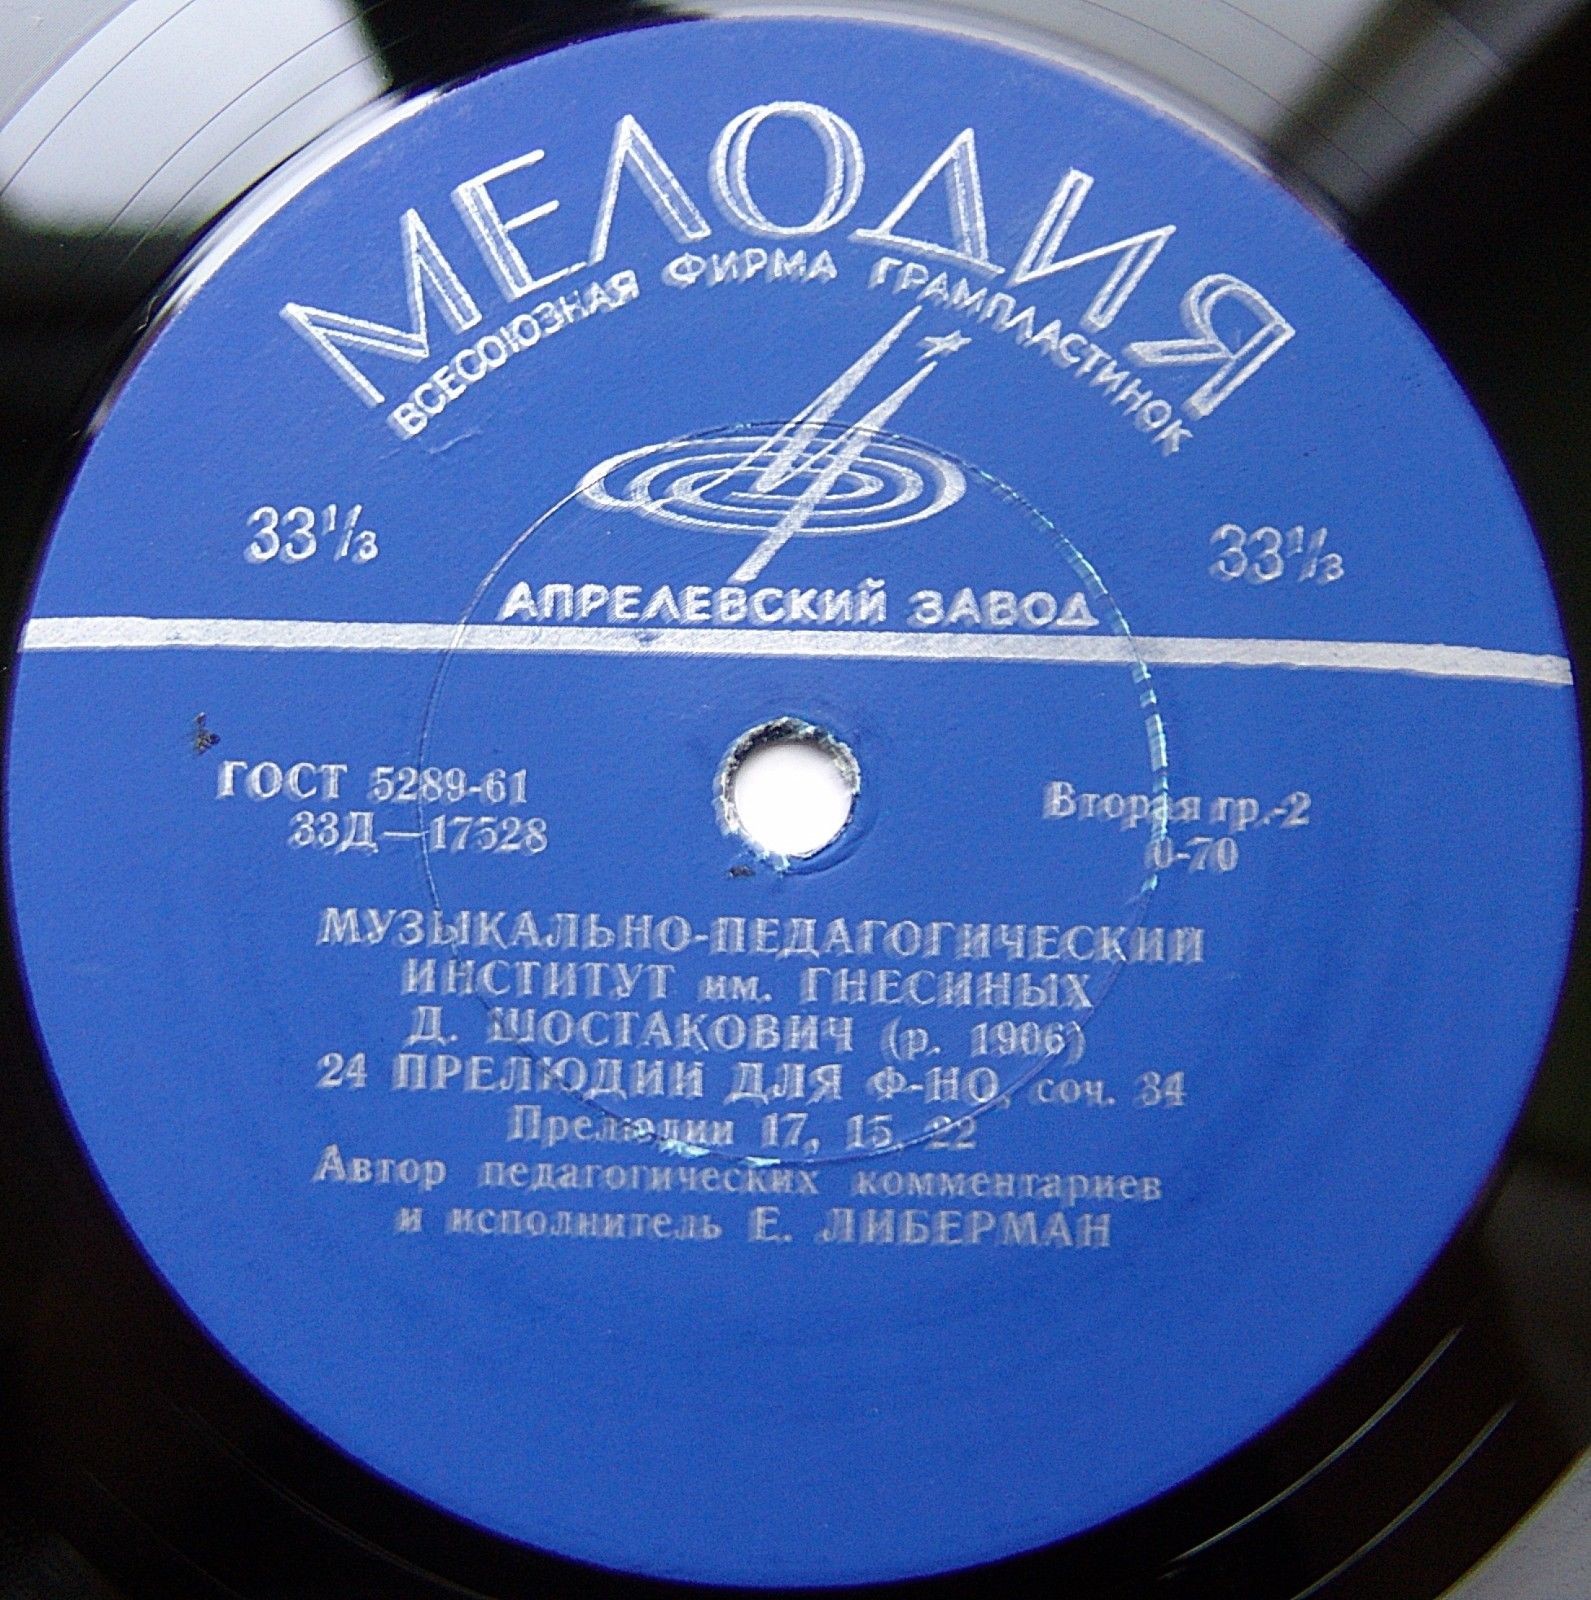 МЕЛОДИЯ
ВСЕСОЮЗНАЯ ФИРМА ГРАМПЛАСТИНОК
33⅓ 33⅓
АПРЕЛЕВСКИЙ ЗАВОД
ГОСТ 5289-61 Вторая гр.-2
33Д—17528 0-70
МУЗЫКАЛЬНО-ПЕДАГОГИЧЕСКИЙ
ИНСТИТУТ им. ГНЕСИНЫХ
Д. ШОСТАКОВИЧ (р. 1906)
24 ПРЕЛЮДИИ ДЛЯ Ф-НО, соч. 34
Прелюдии 17, 15, 22
Автор педагогических комментариев
и исполнитель Е. ЛИБЕРМАН